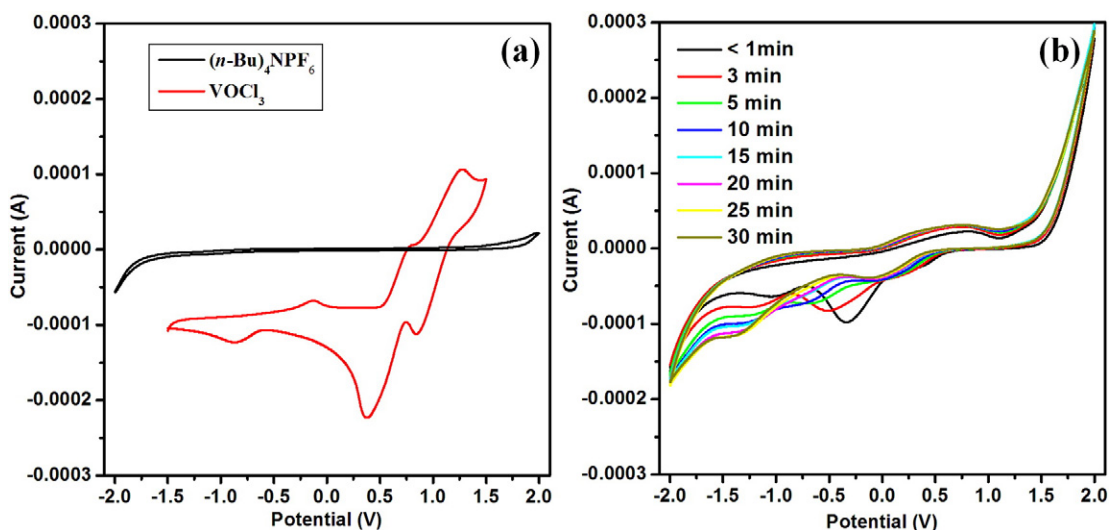 (a)
(n-Bu)₄NPF₆
VOCl₃
0.0003
0.0002
0.0001
0.0000
-0.0001
-0.0002
-0.0003
Current (A)
-2.0 -1.5 -1.0 -0.5 0.0 0.5 1.0 1.5 2.0
Potential (V)
(b)
< 1min
3 min
5 min
10 min
15 min
20 min
25 min
30 min
0.0003
0.0002
0.0001
0.0000
-0.0001
-0.0002
-0.0003
Current (A)
-2.0 -1.5 -1.0 -0.5 0.0 0.5 1.0 1.5 2.0
Potential (V)